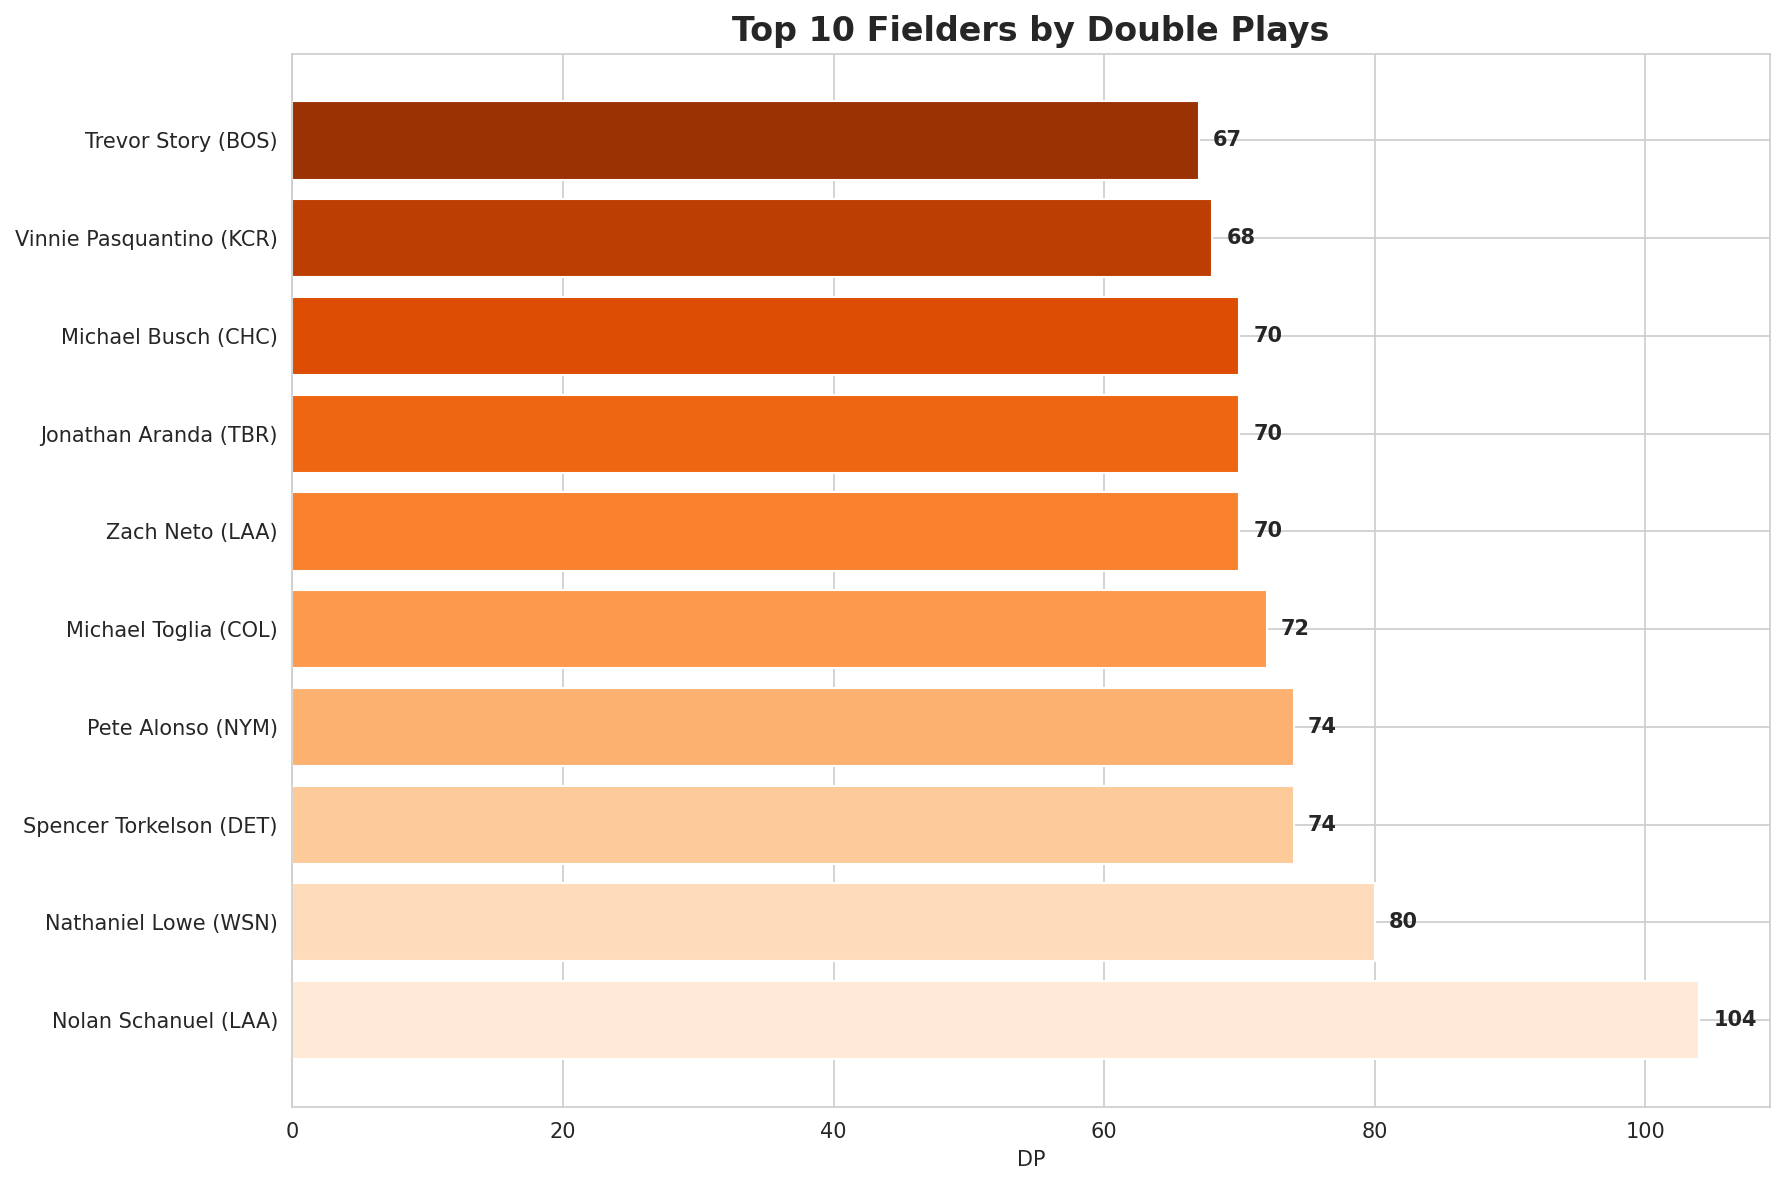 Top 10 Fielders by Double Plays
Trevor Story (BOS) 67
Vinnie Pasquantino (KCR) 68
Michael Busch (CHC) 70
Jonathan Aranda (TBR) 70
Zach Neto (LAA) 70
Michael Toglia (COL) 72
Pete Alonso (NYM) 74
Spencer Torkelson (DET) 74
Nathaniel Lowe (WSN) 80
Nolan Schanuel (LAA) 104
0 20 40 60 80 100
DP